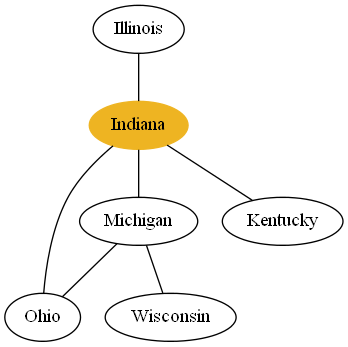 Illinois
Indiana
Michigan
Kentucky
Ohio
Wisconsin